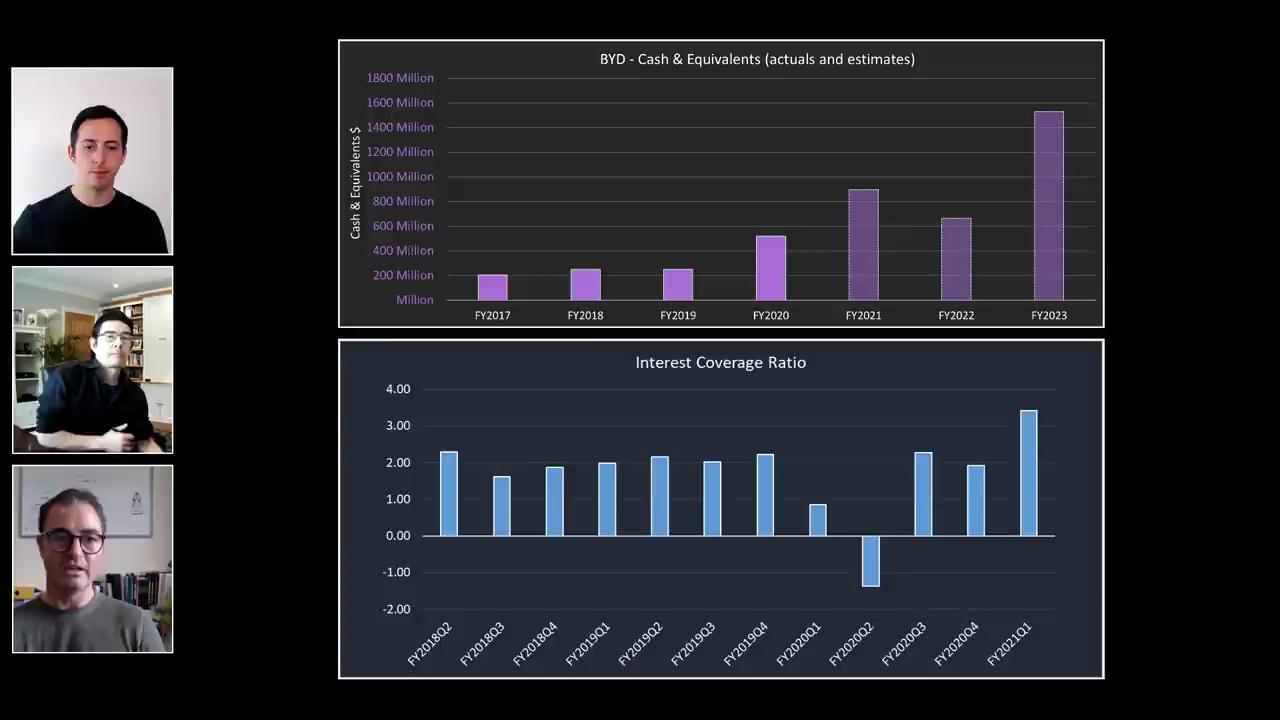 BYD - Cash & Equivalents (actuals and estimates)
Cash & Equivalents $
1800 Million
1600 Million
1400 Million
1200 Million
1000 Million
800 Million
600 Million
400 Million
200 Million
Million
FY2017 FY2018 FY2019 FY2020 FY2021 FY2022 FY2023
Interest Coverage Ratio
4.00
3.00
2.00
1.00
0.00
-1.00
-2.00
FY2018Q2 FY2018Q3 FY2018Q4 FY2019Q1 FY2019Q2 FY2019Q3 FY2019Q4 FY2020Q1 FY2020Q2 FY2020Q3 FY2020Q4 FY2021Q1